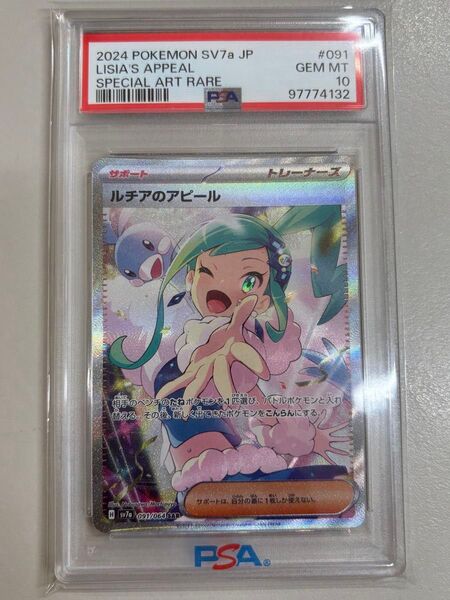 2024 POKEMON SV7a JP #091
LISIA'S APPEAL GEM MT
SPECIAL ART RARE 10
PSA 97774132
サポート トレーナーズ
ルチアのアピール
相手のベンチのたねポケモンを1匹選び、バトルポケモンと入れ
替える。その後、新しく出てきたポケモンをこんらんにする。
サポートは、自分の番に1枚しか使えない。
H SV7a 091/064 SAR
PSA